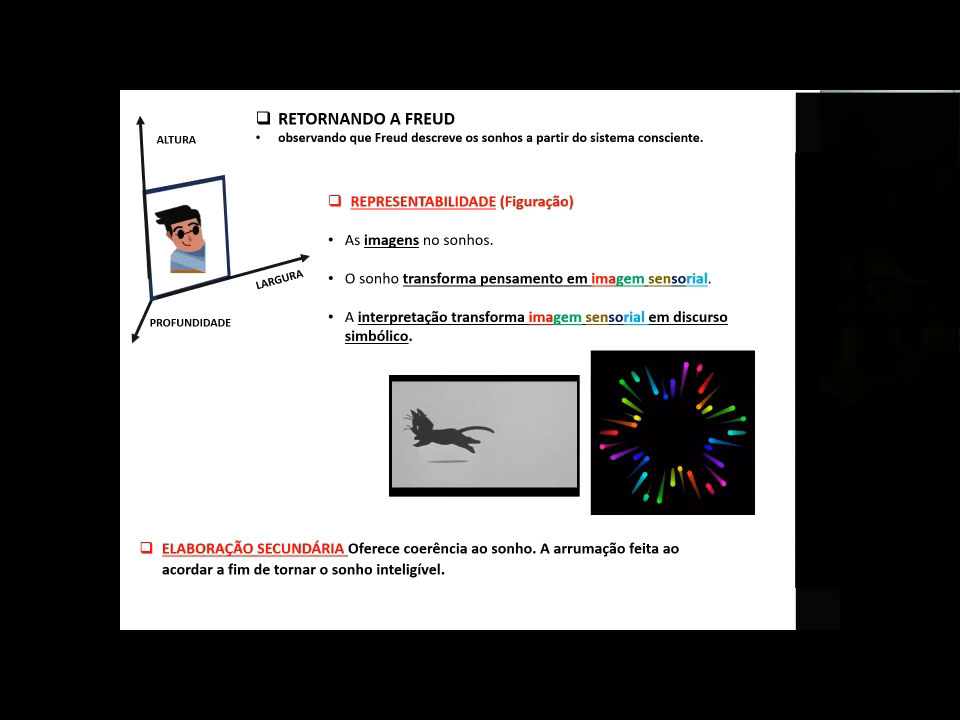 ❑ RETORNANDO A FREUD
• observando que Freud descreve os sonhos a partir do sistema consciente.
ALTURA
LARGURA
PROFUNDIDADE
❑ REPRESENTABILIDADE (Figuração)
• As imagens no sonhos.
• O sonho transforma pensamento em imagem sensorial.
• A interpretação transforma imagem sensorial em discurso
simbólico.
❑ ELABORAÇÃO SECUNDÁRIA Oferece coerência ao sonho. A arrumação feita ao
acordar a fim de tornar o sonho inteligível.